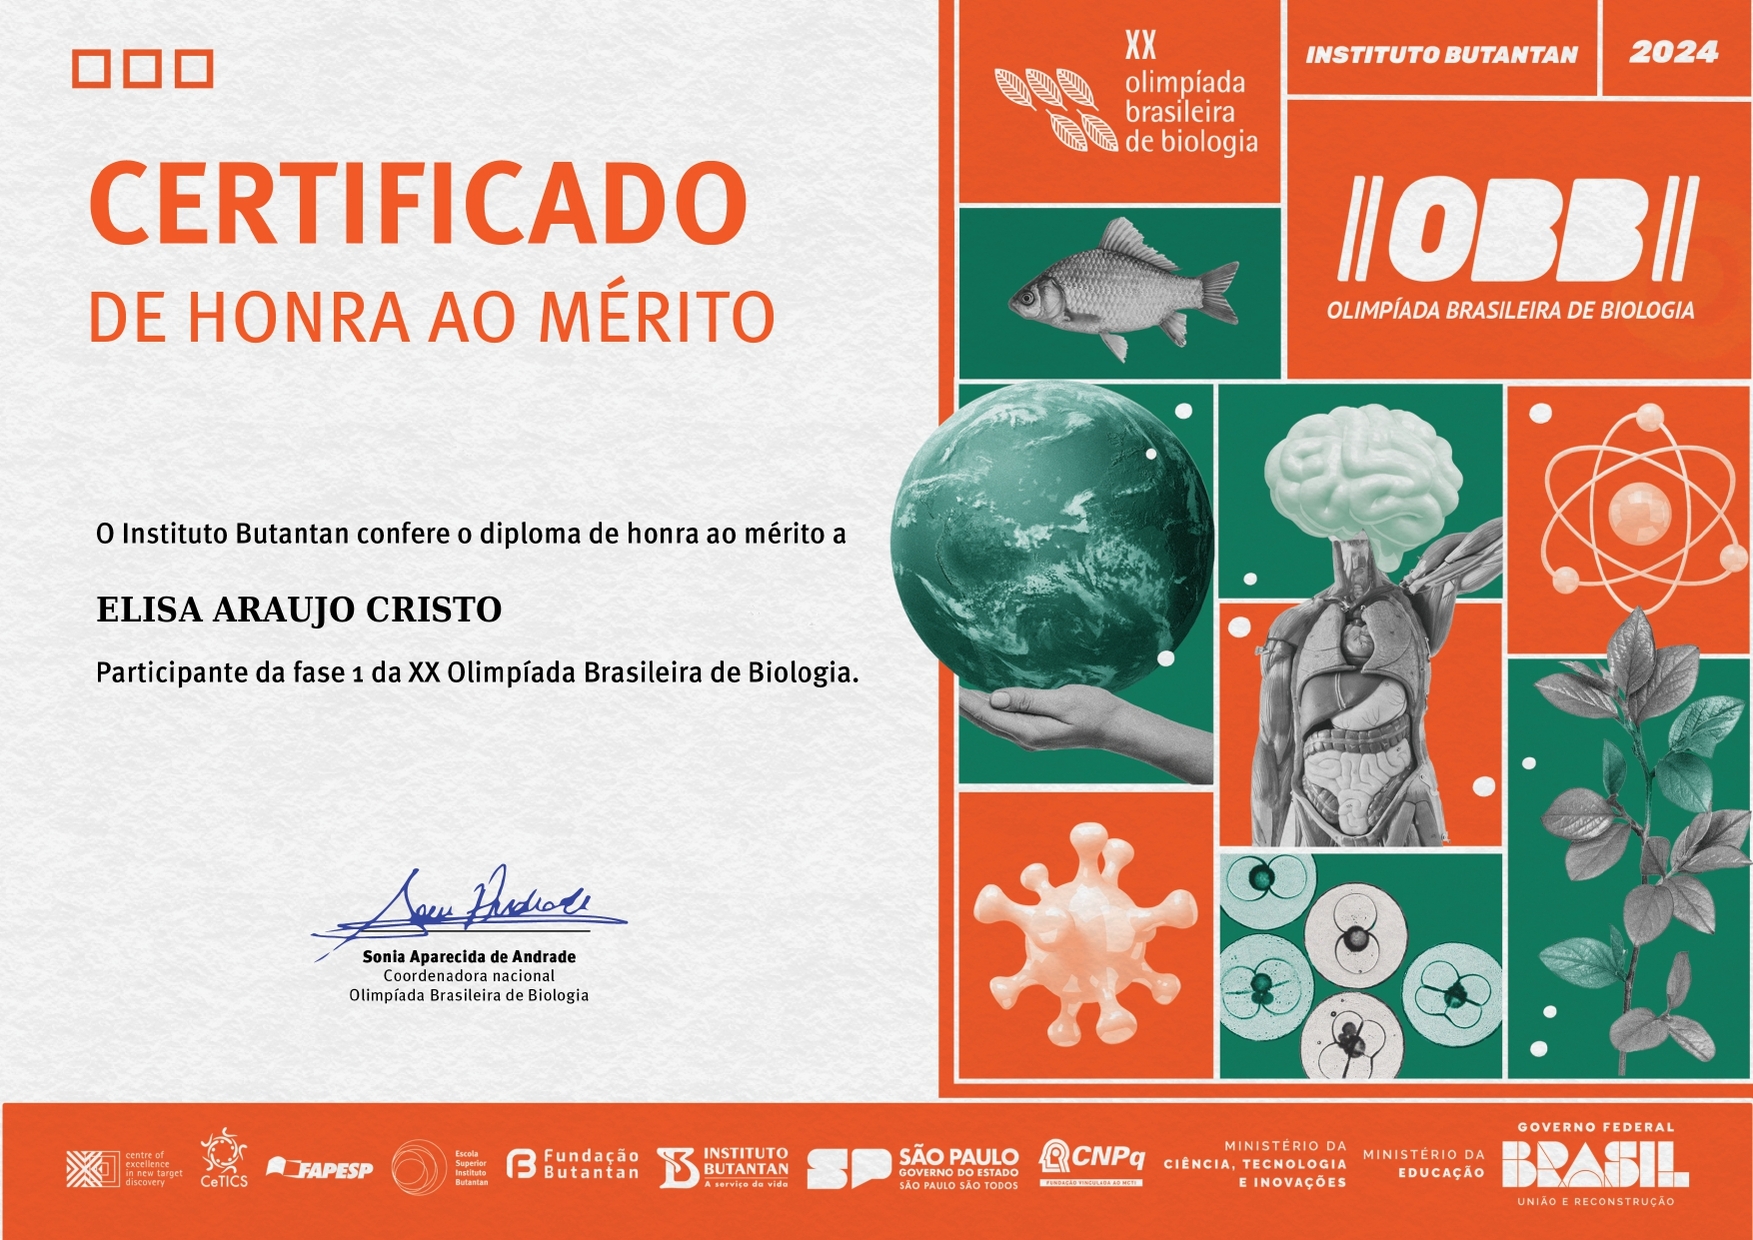 CERTIFICADO
DE HONRA AO MÉRITO
O Instituto Butantan confere o diploma de honra ao mérito a
ELISA ARAUJO CRISTO
Participante da fase 1 da XX Olimpíada Brasileira de Biologia.
Sonia Aparecida de Andrade
Coordenadora nacional
Olimpíada Brasileira de Biologia
XX
olimpíada
brasileira
de biologia
INSTITUTO BUTANTAN
2024
OBB
OLIMPÍADA BRASILEIRA DE BIOLOGIA
centre of
excellence
in new target
discovery
CeTICS
FAPESP
Escola
Superior
Instituto
Butantan
Fundação
Butantan
INSTITUTO
BUTANTAN
A serviço da vida
SP
SÃO PAULO
GOVERNO DO ESTADO
SÃO PAULO SÃO TODOS
CNPq
FUNDAÇÃO VINCULADA AO MCTI
MINISTÉRIO DA
CIÊNCIA, TECNOLOGIA
E INOVAÇÕES
MINISTÉRIO DA
EDUCAÇÃO
GOVERNO FEDERAL
BRASIL
UNIÃO E RECONSTRUÇÃO